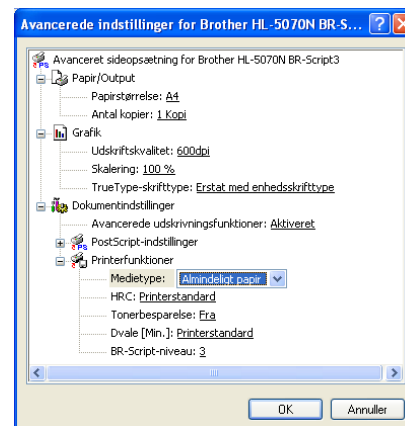 Avancerede indstillinger for Brother HL-5070N BR-S...
Avanceret sideopsætning for Brother HL-5070N BR-Script3
Papir/Output
Papirstørrelse: A4
Antal kopier: 1 Kopi
Grafik
Udskriftskvalitet: 600dpi
Skalering: 100 %
TrueType-skrifttype: Erstat med enhedsskrifttype
Dokumentindstillinger
Avancerede udskrivningsfunktioner: Aktiveret
PostScript-indstillinger
Printerfunktioner
Medietype: Almindeligt papir
HRC: Printerstandard
Tonerbesparelse: Fra
Dvale [Min.]: Printerstandard
BR-Script-niveau: 3
OK Annuller